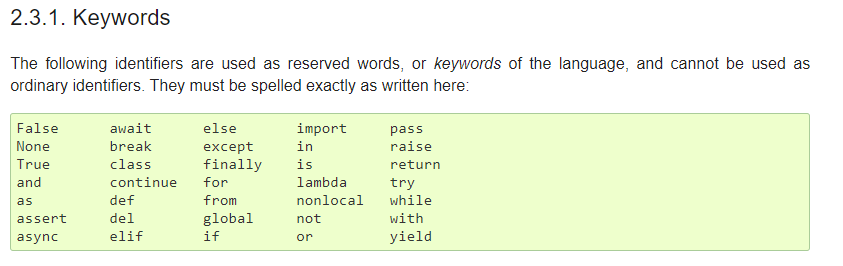 2.3.1. Keywords
The following identifiers are used as reserved words, or keywords of the language, and cannot be used as
ordinary identifiers. They must be spelled exactly as written here:
False await else import pass
None break except in raise
True class finally is return
and continue for lambda try
as def from nonlocal while
assert del global not with
async elif if or yield